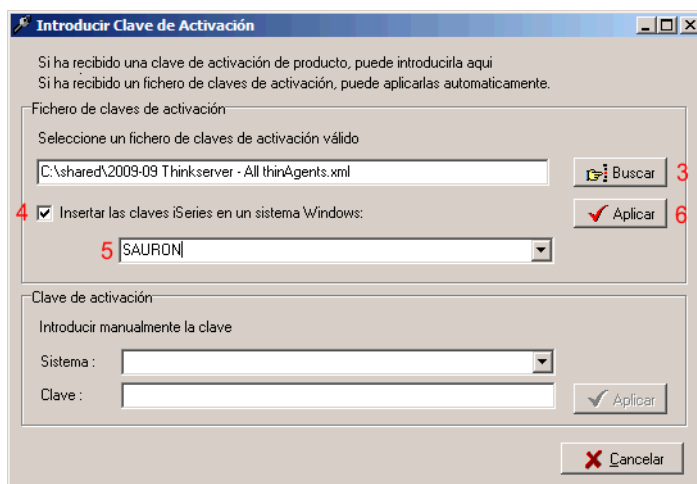 Introducir Clave de Activación
Si ha recibido una clave de activación de producto, puede introducirla aqui
Si ha recibido un fichero de claves de activación, puede aplicarlas automaticamente.
Fichero de claves de activación
Seleccione un fichero de claves de activación válido
C:\shared\2009-09 Thinkserver - All thinAgents.xml
Buscar 3
4 Insertar las claves iSeries en un sistema Windows:
Aplicar 6
5 SAURON
Clave de activación
Introducir manualmente la clave
Sistema :
Clave :
Aplicar
Cancelar